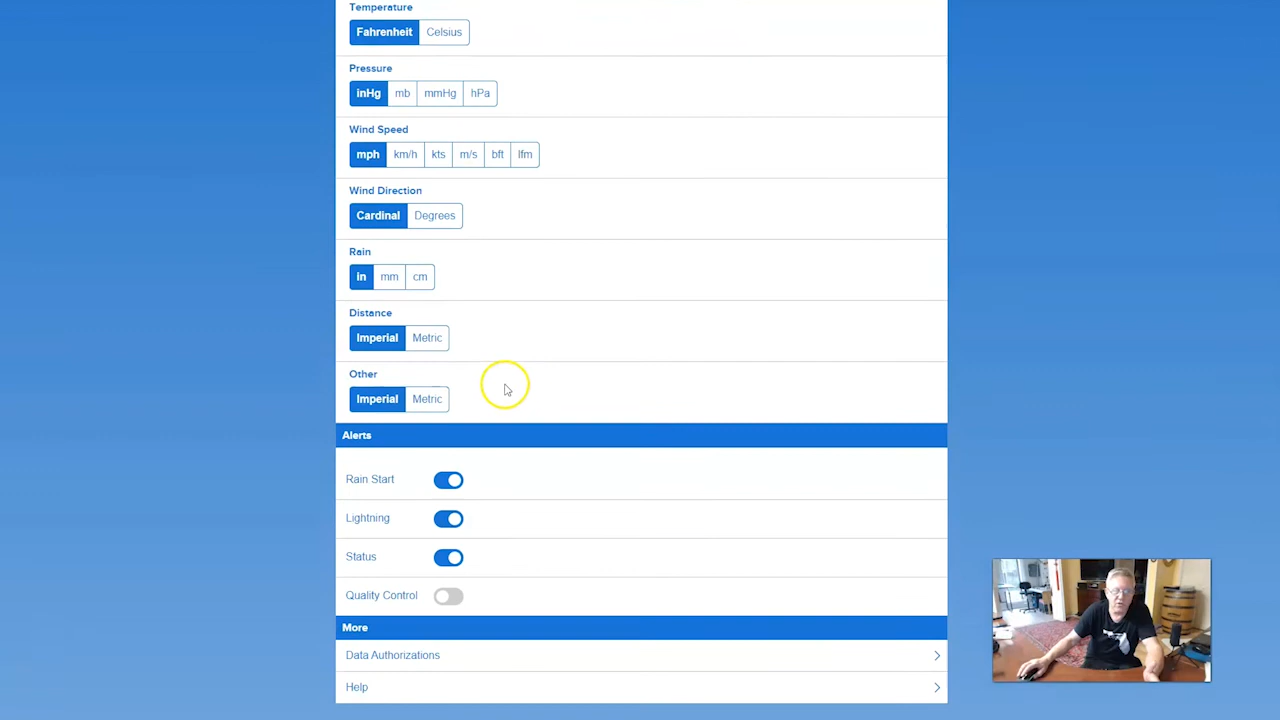 Temperature
Fahrenheit Celsius
Pressure
inHg mb mmHg hPa
Wind Speed
mph km/h kts m/s bft lfm
Wind Direction
Cardinal Degrees
Rain
in mm cm
Distance
Imperial Metric
Other
Imperial Metric
Alerts
Rain Start
Lightning
Status
Quality Control
More
Data Authorizations
Help